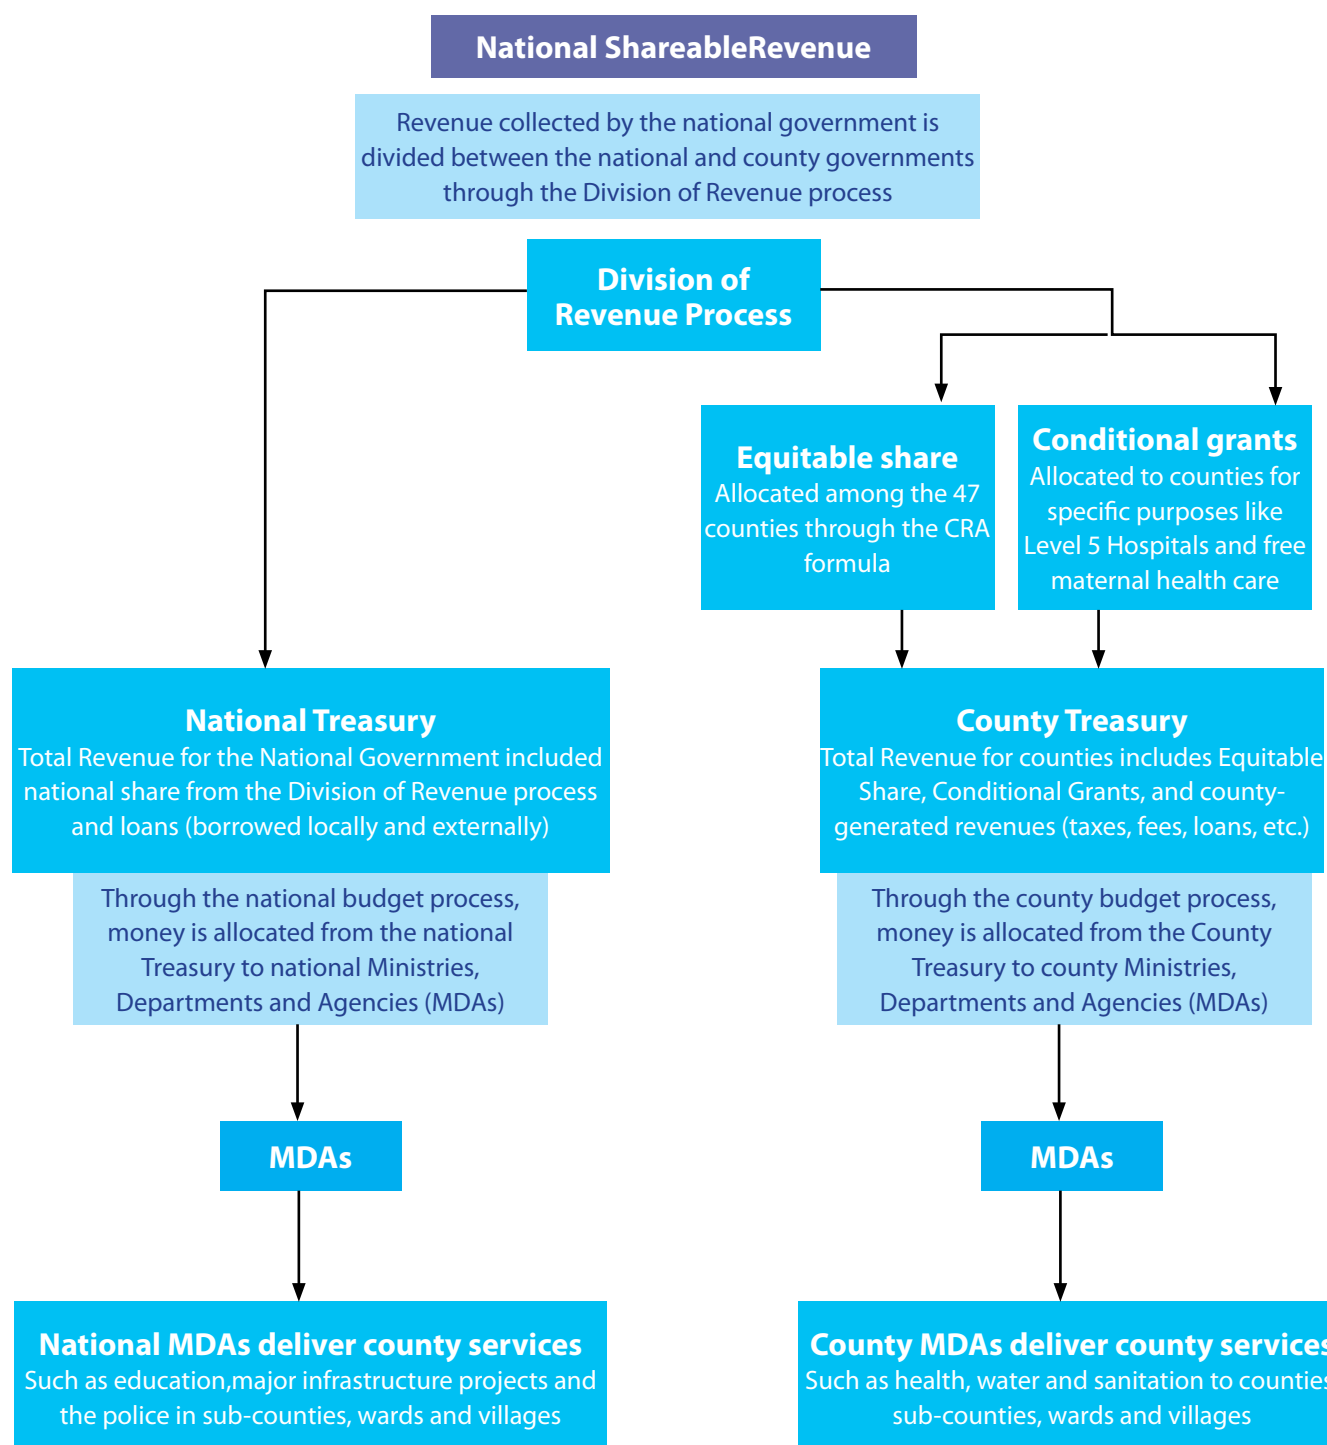 National ShareableRevenue
Revenue collected by the national government is
divided between the national and county governments
through the Division of Revenue process
Division of
Revenue Process
Equitable share
Allocated among the 47
counties through the CRA
formula
Conditional grants
Allocated to counties for
specific purposes like
Level 5 Hospitals and free
maternal health care
National Treasury
Total Revenue for the National Government included
national share from the Division of Revenue process
and loans (borrowed locally and externally)
County Treasury
Total Revenue for counties includes Equitable
Share, Conditional Grants, and county-
generated revenues (taxes, fees, loans, etc.)
Through the national budget process,
money is allocated from the national
Treasury to national Ministries,
Departments and Agencies (MDAs)
Through the county budget process,
money is allocated from the County
Treasury to county Ministries,
Departments and Agencies (MDAs)
MDAs
MDAs
National MDAs deliver county services
Such as education,major infrastructure projects and
the police in sub-counties, wards and villages
County MDAs deliver county services
Such as health, water and sanitation to counties
sub-counties, wards and villages